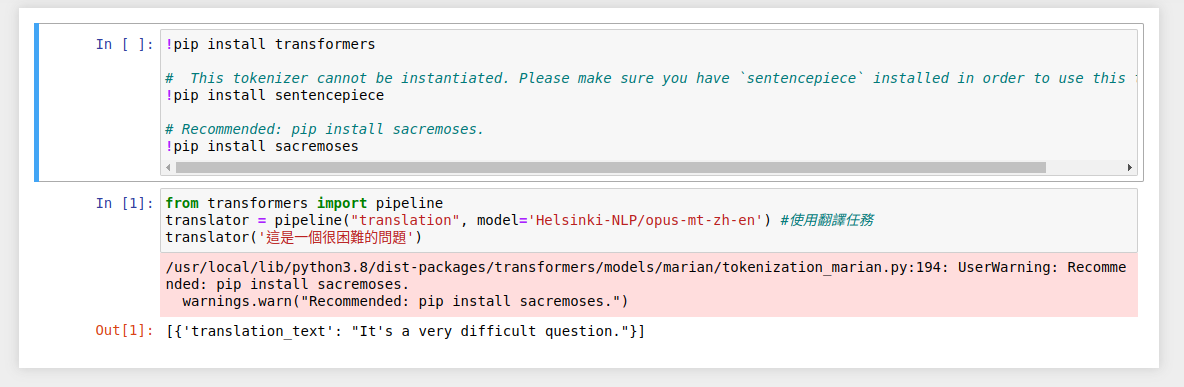 In [ ]: !pip install transformers
#  This tokenizer cannot be instantiated. Please make sure you have `sentencepiece` installed in order to use this
!pip install sentencepiece
# Recommended: pip install sacremoses.
!pip install sacremoses
In [1]: from transformers import pipeline
translator = pipeline("translation", model='Helsinki-NLP/opus-mt-zh-en') #使用翻譯任務
translator('這是一個很困難的問題')
/usr/local/lib/python3.8/dist-packages/transformers/models/marian/tokenization_marian.py:194: UserWarning: Recomme
nded: pip install sacremoses.
  warnings.warn("Recommended: pip install sacremoses.")
Out[1]: [{'translation_text': "It's a very difficult question."}]